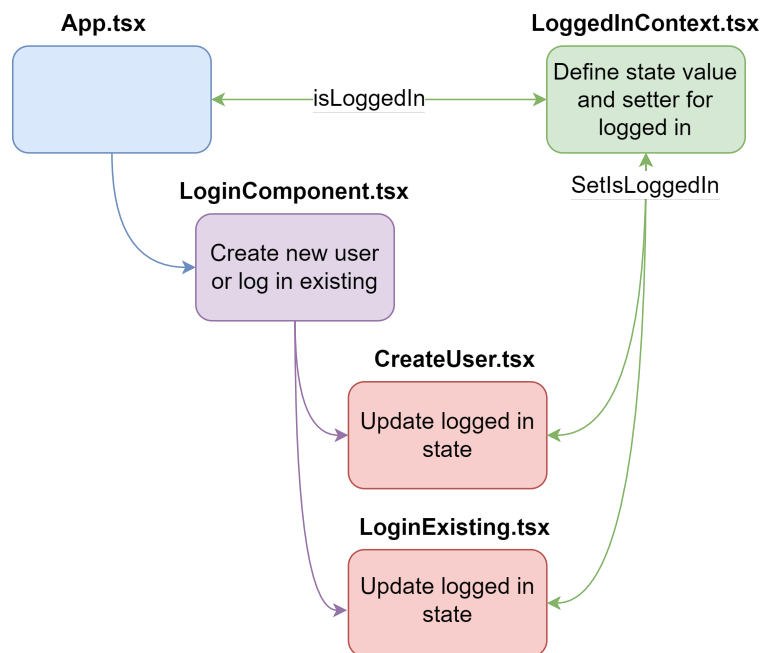 App.tsx
LoggedInContext.tsx
Define state value
and setter for
logged in
isLoggedIn
SetIsLoggedIn
LoginComponent.tsx
Create new user
or log in existing
CreateUser.tsx
Update logged in
state
LoginExisting.tsx
Update logged in
state